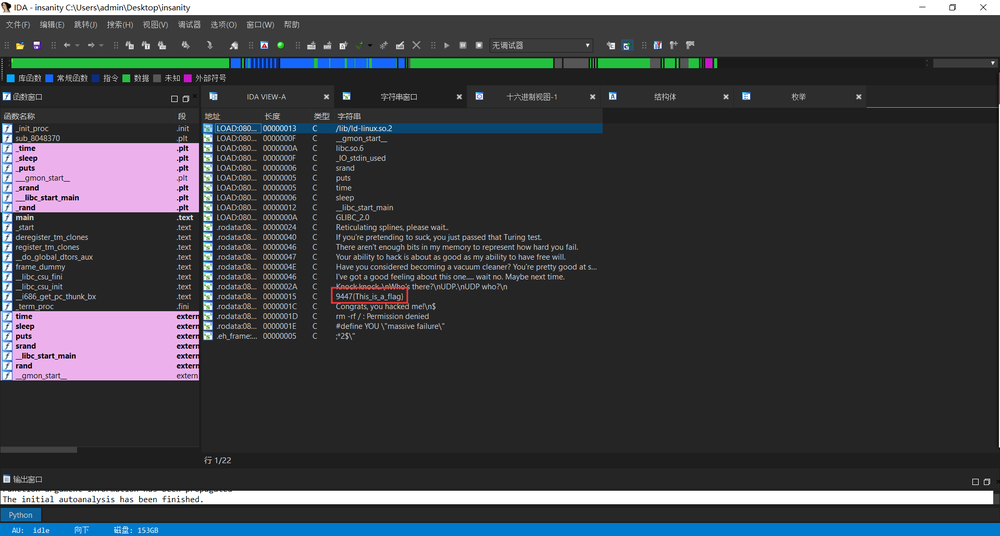 IDA - insanity C:\Users\admin\Desktop\insanity
文件(F) 编辑(E) 跳转(J) 搜索(H) 视图(V) 调试器 选项(O) 窗口(W) 帮助
无调试器
库函数 常规函数 指令 数据 未知 外部符号
函数窗口
IDA VIEW-A 字符串窗口 十六进制视图-1 结构体 枚举
函数名称 段
_init_proc .init
sub_8048370 .plt
_time .plt
_sleep .plt
_puts .plt
___gmon_start__ .plt
_srand .plt
__libc_start_main .plt
_rand .plt
main .text
_start .text
deregister_tm_clones .text
register_tm_clones .text
__do_global_dtors_aux .text
frame_dummy .text
__libc_csu_fini .text
__libc_csu_init .text
__i686_get_pc_thunk_bx .text
_term_proc .fini
time extern
sleep extern
puts extern
srand extern
__libc_start_main extern
rand extern
__gmon_start__ extern
地址 长度 类型 字符串
LOAD:080... 00000013 C /lib/ld-linux.so.2
LOAD:080... 0000000F C __gmon_start__
LOAD:080... 0000000A C libc.so.6
LOAD:080... 0000000F C _IO_stdin_used
LOAD:080... 00000006 C srand
LOAD:080... 00000005 C puts
LOAD:080... 00000005 C time
LOAD:080... 00000006 C sleep
LOAD:080... 00000012 C __libc_start_main
LOAD:080... 0000000A C GLIBC_2.0
.rodata:08... 00000024 C Reticulating splines, please wait..
.rodata:08... 00000040 C If you're pretending to suck, you just passed that Turing test.
.rodata:08... 00000046 C There aren't enough bits in my memory to represent how hard you fail.
.rodata:08... 00000047 C Your ability to hack is about as good as my ability to have free will.
.rodata:08... 0000004E C Have you considered becoming a vacuum cleaner? You're pretty good at s...
.rodata:08... 00000046 C I've got a good feeling about this one.... wait no. Maybe next time.
.rodata:08... 0000002A C Knock knock.\nWho's there?\nUDP.\nUDP who?\n
.rodata:08... 00000015 C 9447{This_is_a_flag}
.rodata:08... 0000001C C Congrats, you hacked me!\n$
.rodata:08... 0000001D C rm -rf / : Permission denied
.rodata:08... 0000001E C #define YOU \"massive failure\"
.eh_frame:... 00000005 C ;*2$\"
行 1/22
输出窗口
The initial autoanalysis has been finished.
Python
AU: idle 向下 磁盘: 153GB